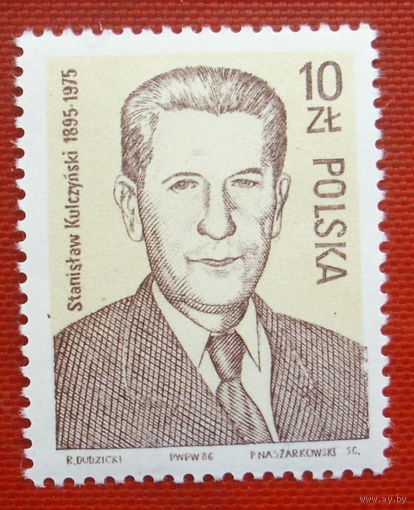 Stanisław Kulczyński 1895-1975
10
ZŁ
POLSKA
R. DUDZICKI PWPW 86 P. NASZARKOWSKI SC.
www.ay.by